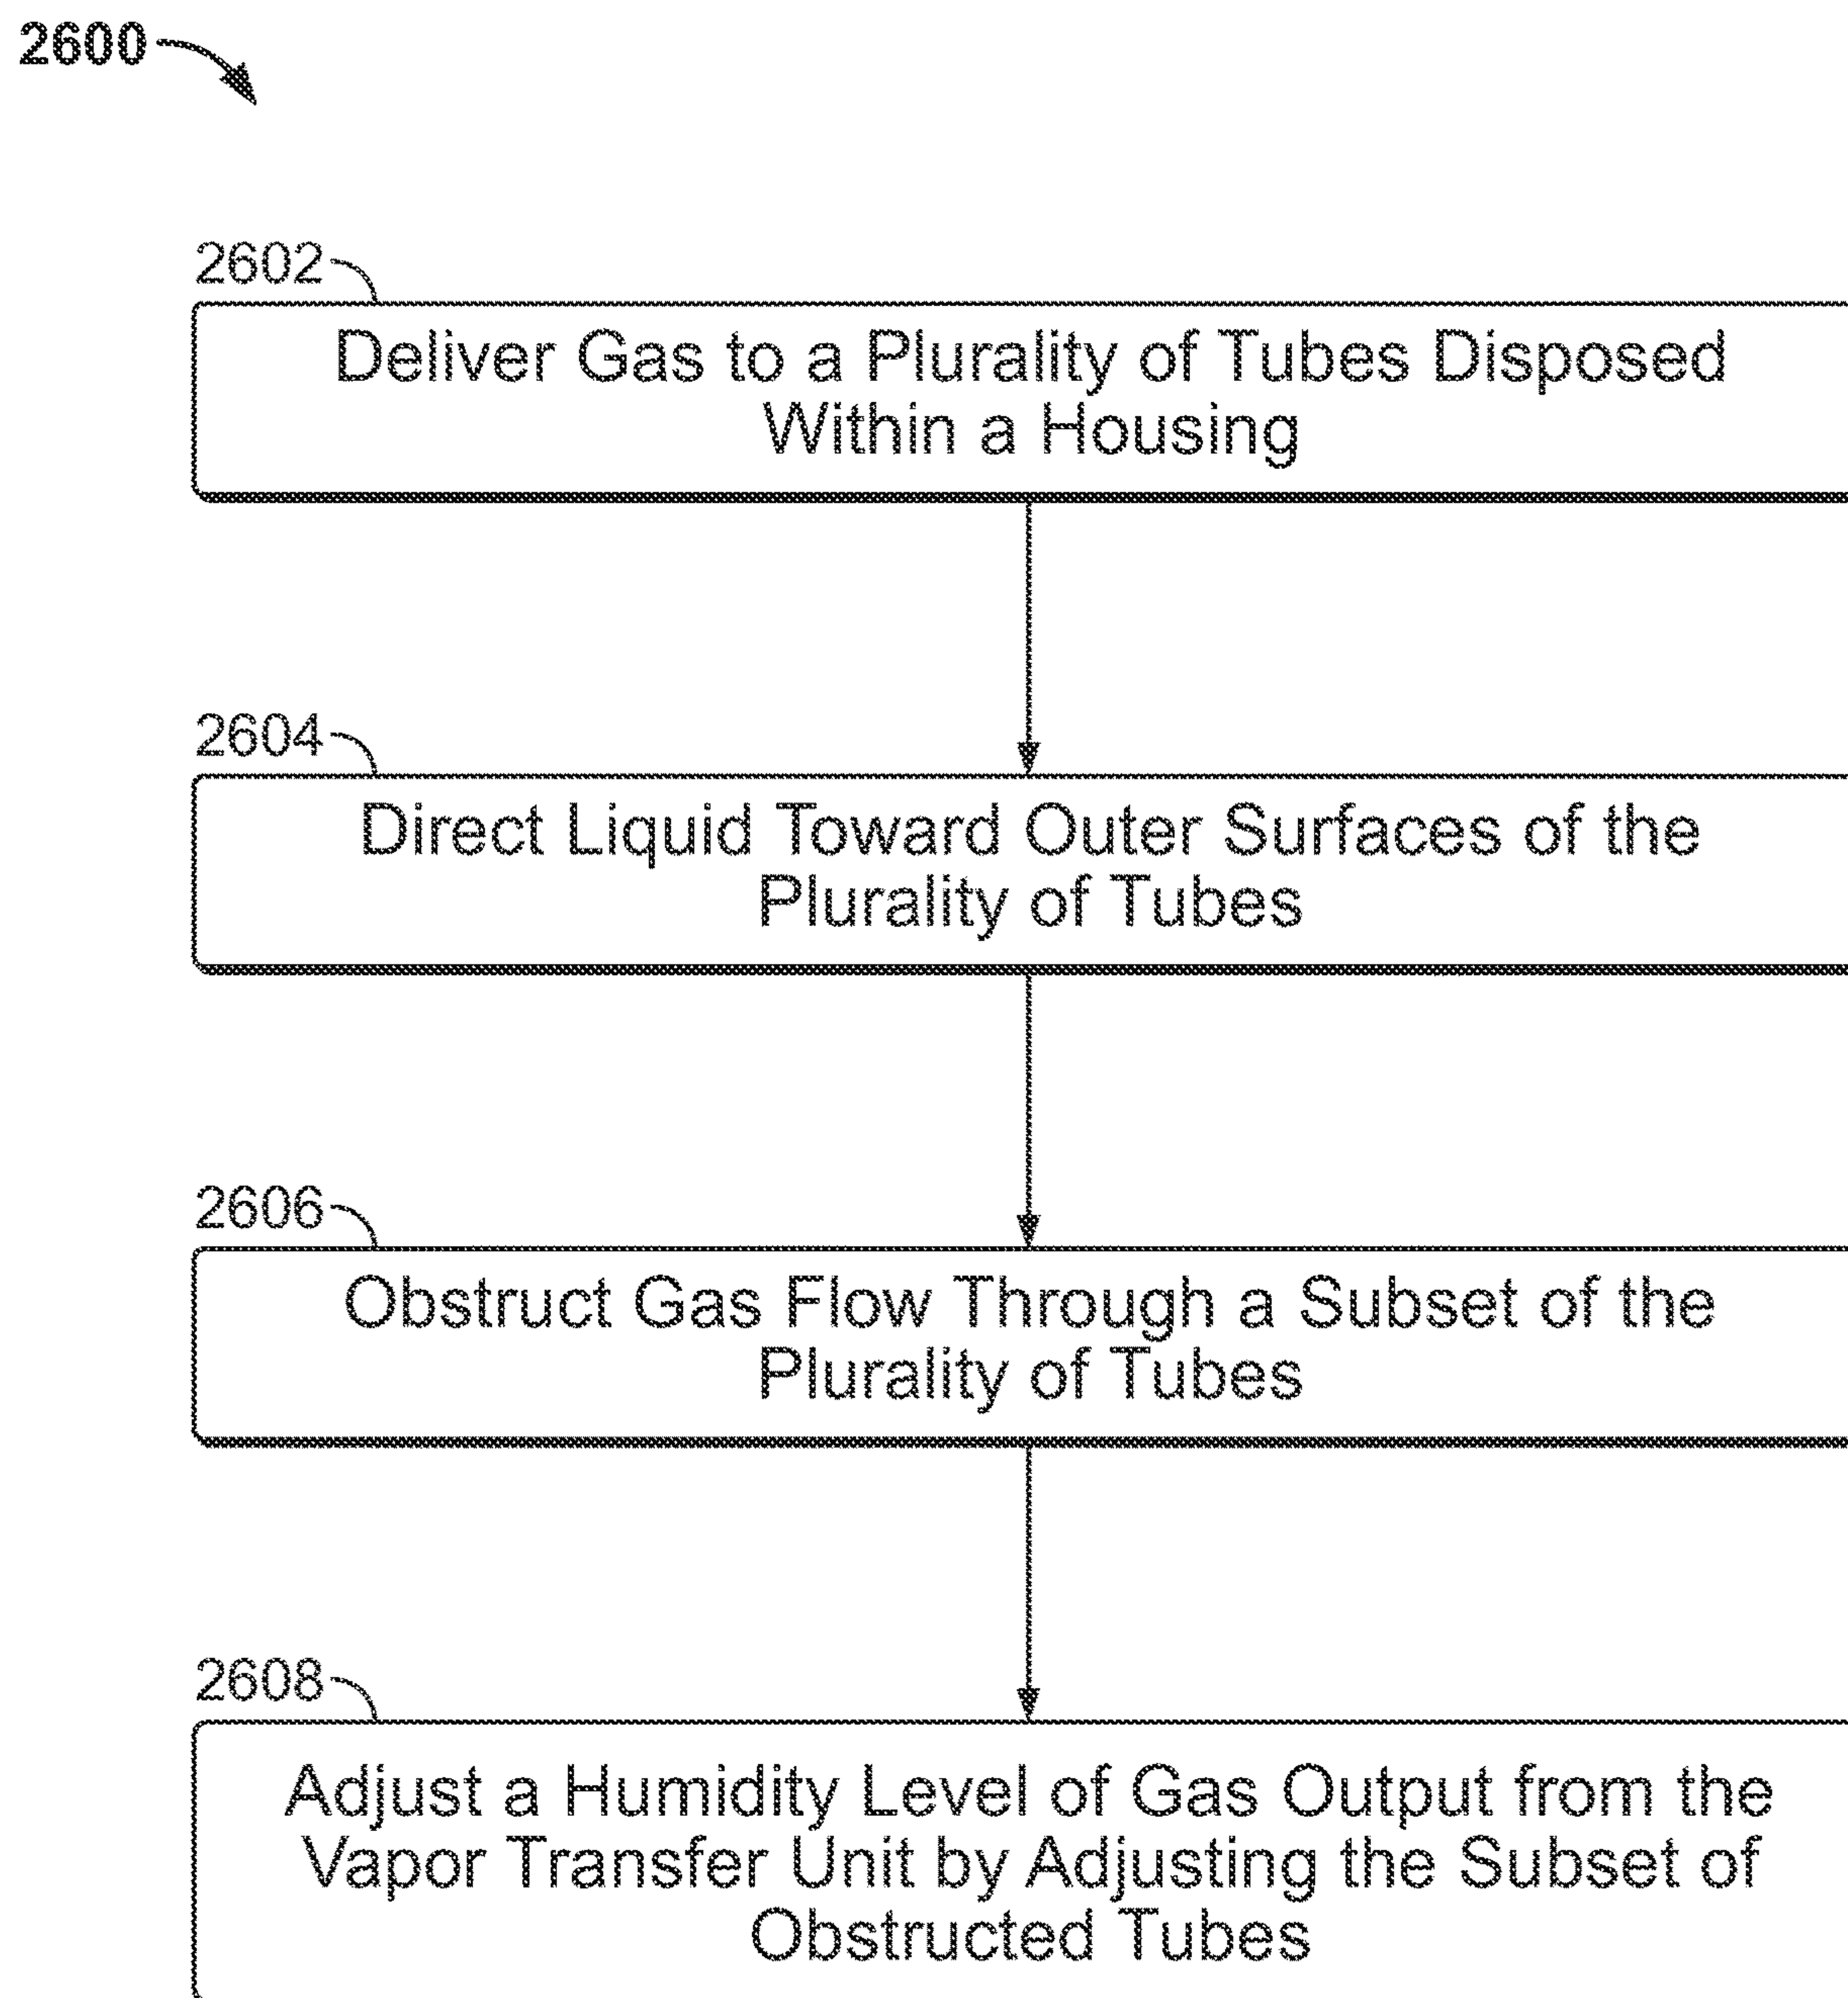 2600
2602
Deliver Gas to a Plurality of Tubes Disposed
Within a Housing
2604
Direct Liquid Toward Outer Surfaces of the
Plurality of Tubes
2606
Obstruct Gas Flow Through a Subset of the
Plurality of Tubes
2608
Adjust a Humidity Level of Gas Output from the
Vapor Transfer Unit by Adjusting the Subset of
Obstructed Tubes